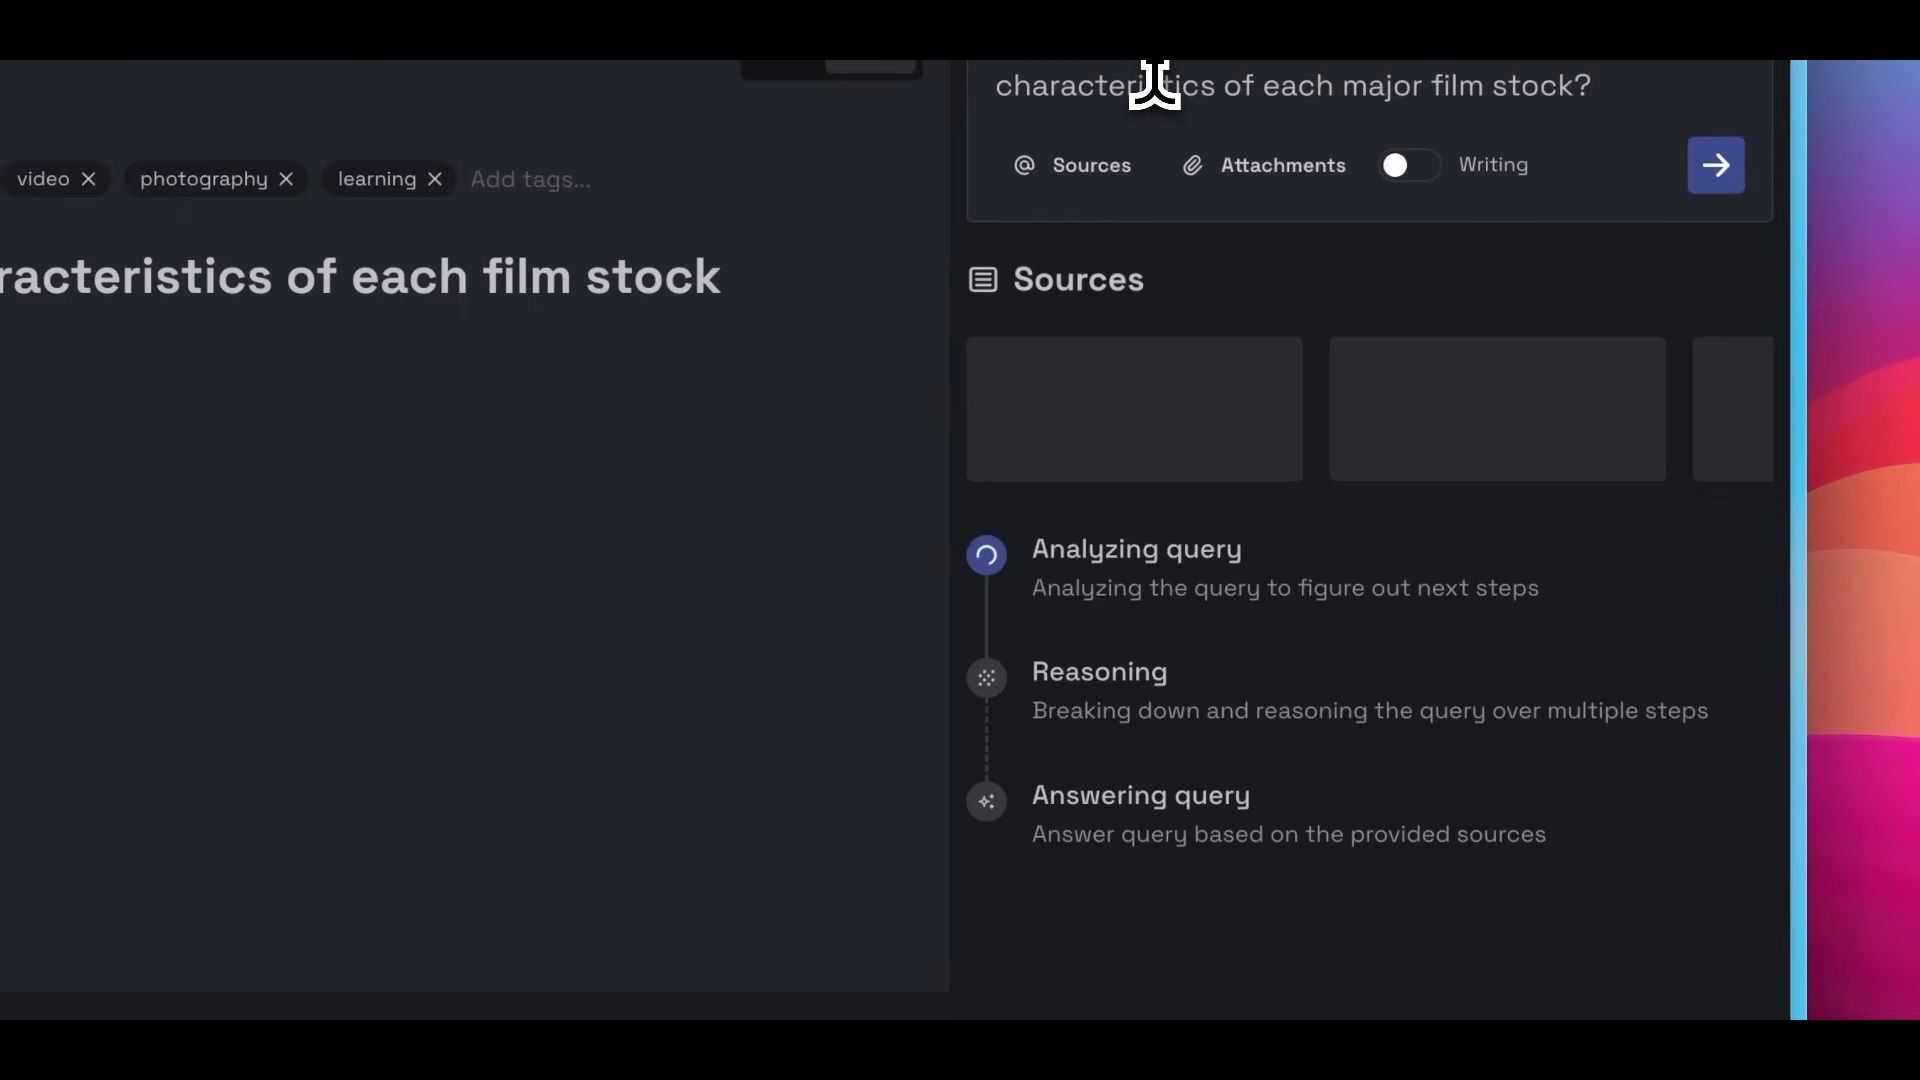 characteristics of each major film stock?
Sources Attachments Writing
video photography learning Add tags...
racteristics of each film stock
Sources
Analyzing query
Analyzing the query to figure out next steps
Reasoning
Breaking down and reasoning the query over multiple steps
Answering query
Answer query based on the provided sources